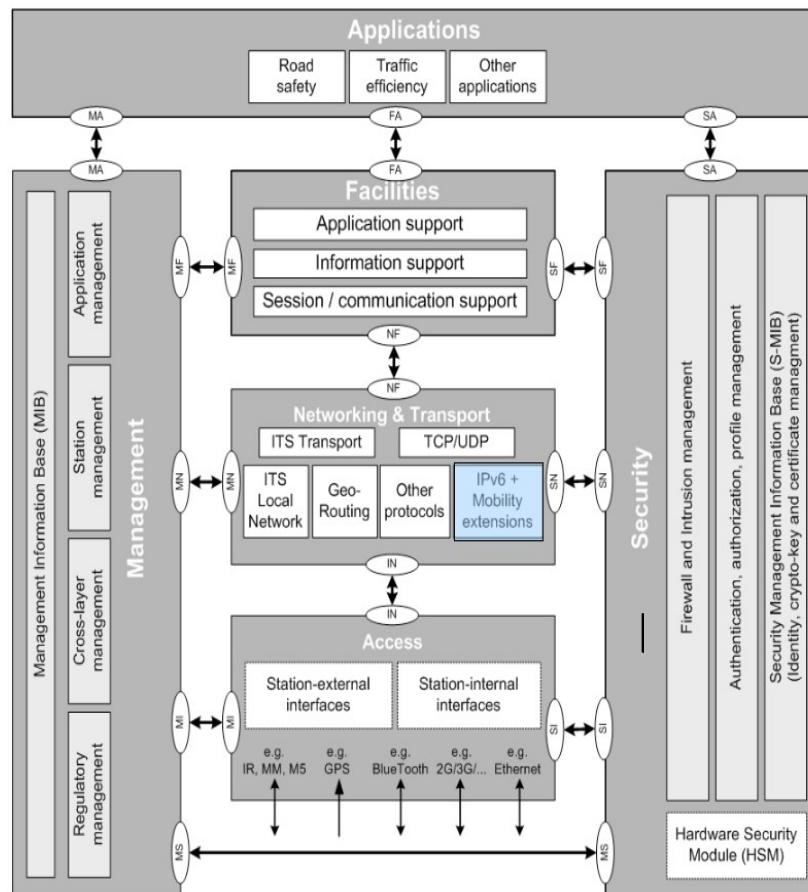 Applications
Road
safety
Traffic
efficiency
Other
applications
MA
FA
SA
MA
FA
SA
Management Information Base (MIB)
Application
management
Station
management
Cross-layer
management
Regulatory
management
Management
MF
MF
MN
MN
MI
MI
MS
Facilities
Application support
Information support
Session / communication support
NF
NF
Networking & Transport
ITS Transport
TCP/UDP
ITS
Local
Network
Geo-
Routing
Other
protocols
IPv6 +
Mobility
extensions
IN
IN
Access
Station-external
interfaces
Station-internal
interfaces
e.g.
IR, MM, M5
e.g.
GPS
e.g.
BlueTooth
e.g.
2G/3G/...
e.g.
Ethernet
SF
SF
SN
SN
SI
SI
MS
Security
Firewall and Intrusion management
Authentication, authorization, profile management
Security Management Information Base (S-MIB)
(Identity, crypto-key and certificate managment)
Hardware Security
Module (HSM)